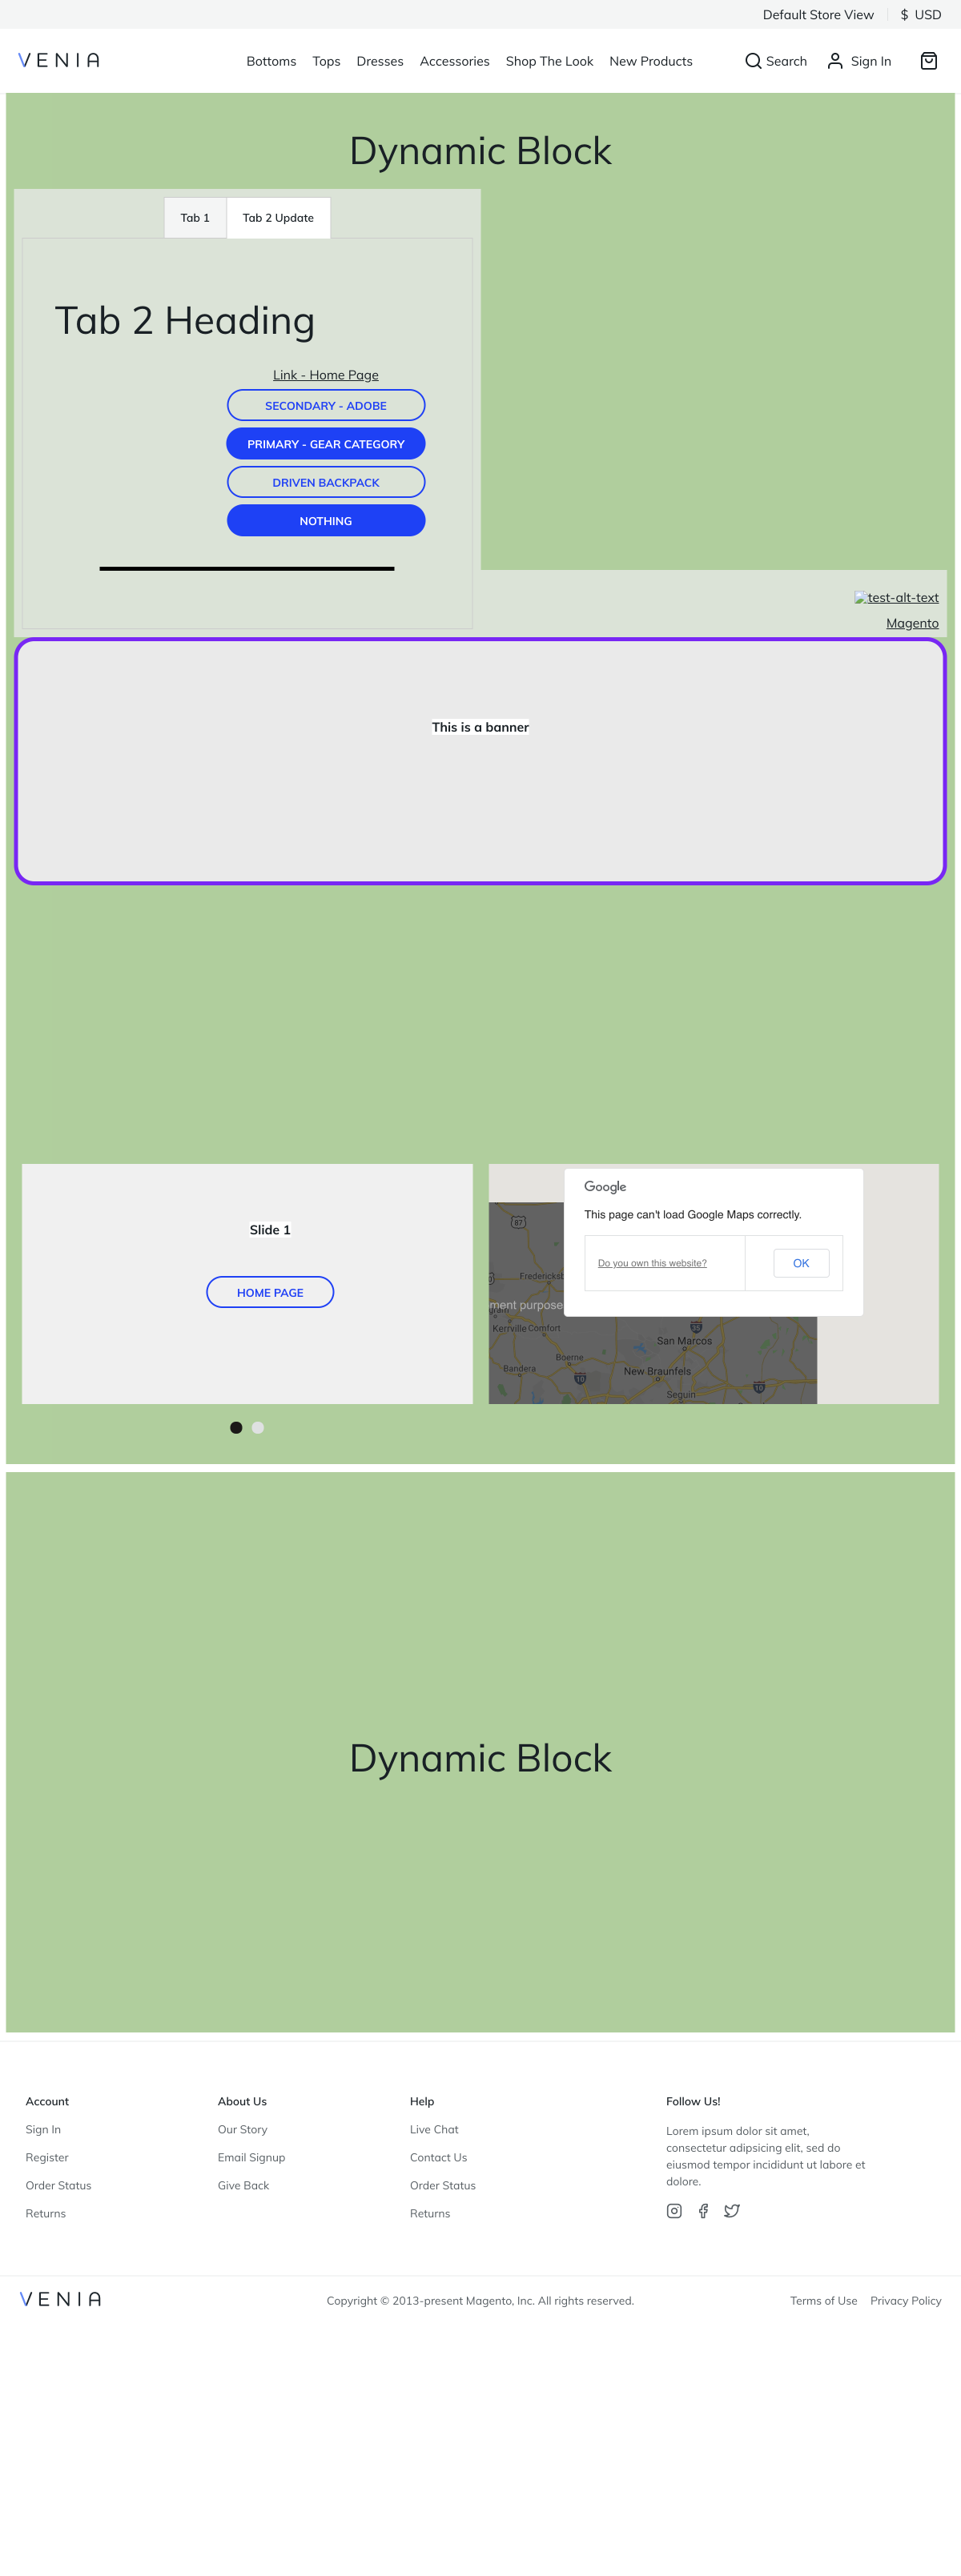 Default Store View
$ USD
VENIA
Bottoms Tops Dresses Accessories Shop The Look New Products
Search
Sign In
Dynamic Block
Tab 1
Tab 2 Update
Tab 2 Heading
Link - Home Page
SECONDARY - ADOBE
PRIMARY - GEAR CATEGORY
DRIVEN BACKPACK
NOTHING
test-alt-text
Magento
This is a banner
Slide 1
HOME PAGE
Google
This page can't load Google Maps correctly.
Do you own this website?
OK
87
Fredericksb
ment purpose
Kerrville
Comfort
35
San Marcos
Boerne
Bandera
10
New Braunfels
10
Seguin
Dynamic Block
Account
Sign In
Register
Order Status
Returns
About Us
Our Story
Email Signup
Give Back
Help
Live Chat
Contact Us
Order Status
Returns
Follow Us!
Lorem ipsum dolor sit amet,
consectetur adipsicing elit, sed do
eiusmod tempor incididunt ut labore et
dolore.
VENIA
Copyright © 2013-present Magento, Inc. All rights reserved.
Terms of Use
Privacy Policy